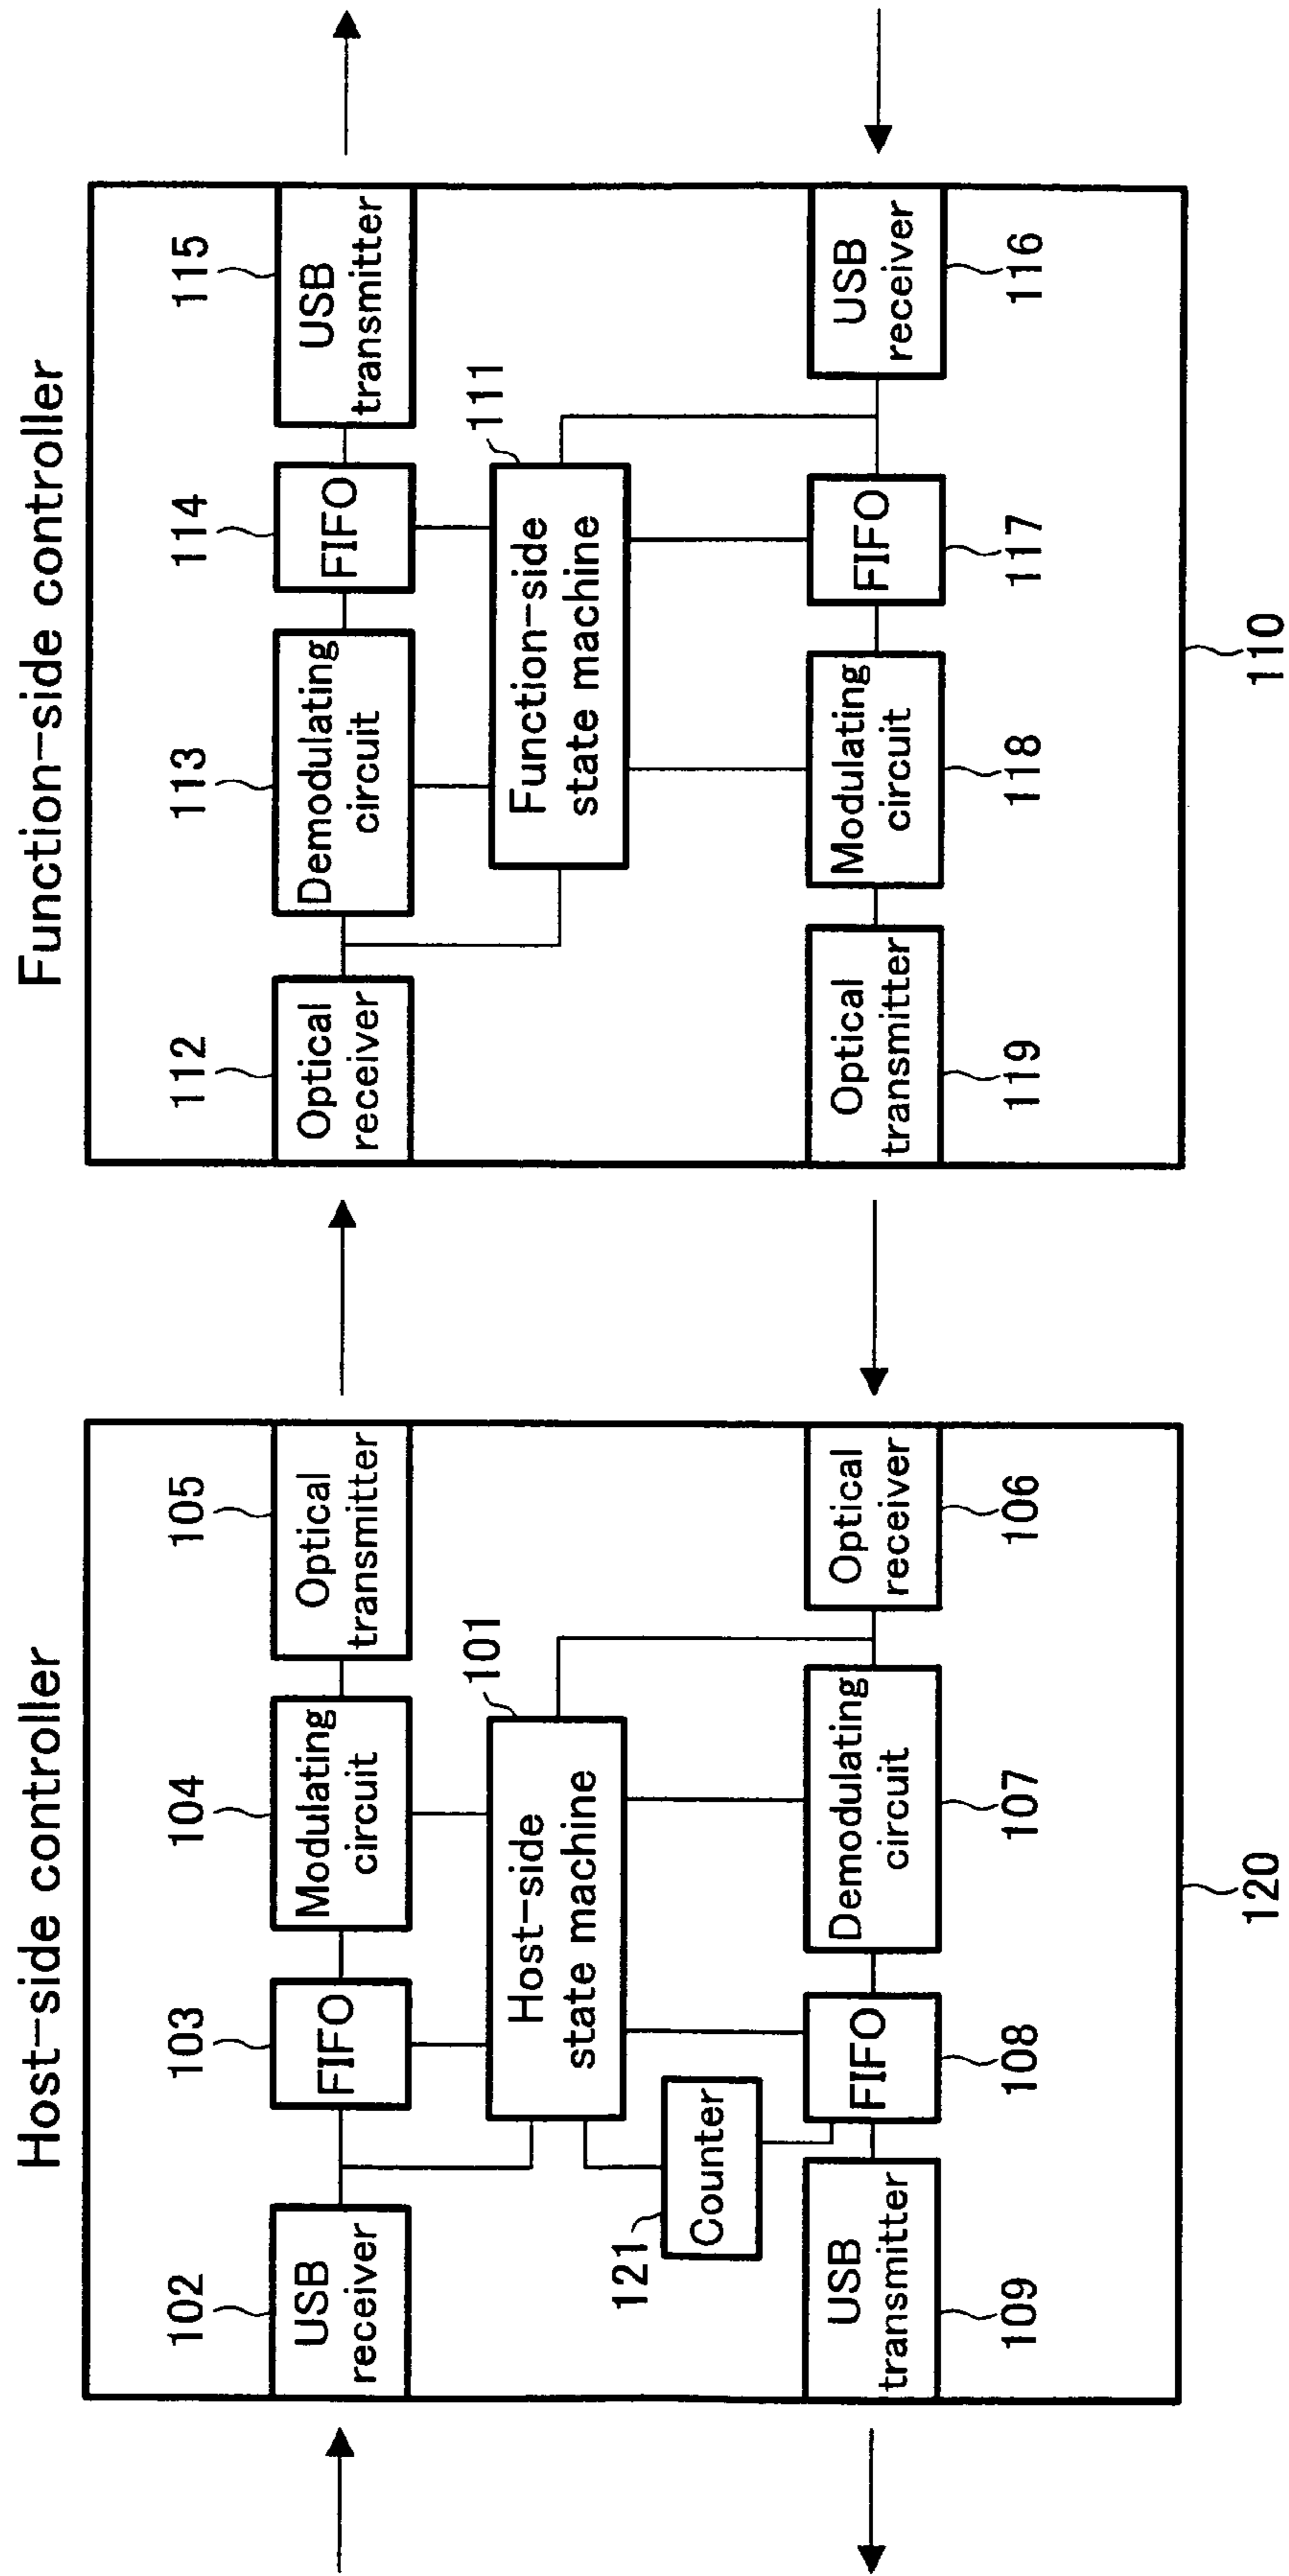 Host-side controller
102
103
104
105
USB
receiver
FIFO
Modulating
circuit
Optical
transmitter
101
Host-side
state machine
121
Counter
USB
transmitter
FIFO
Demodulating
circuit
Optical
receiver
109
108
107
106
120
Function-side controller
112
113
114
115
Optical
receiver
Demodulating
circuit
FIFO
USB
transmitter
111
Function-side
state machine
Optical
transmitter
Modulating
circuit
FIFO
USB
receiver
119
118
117
116
110